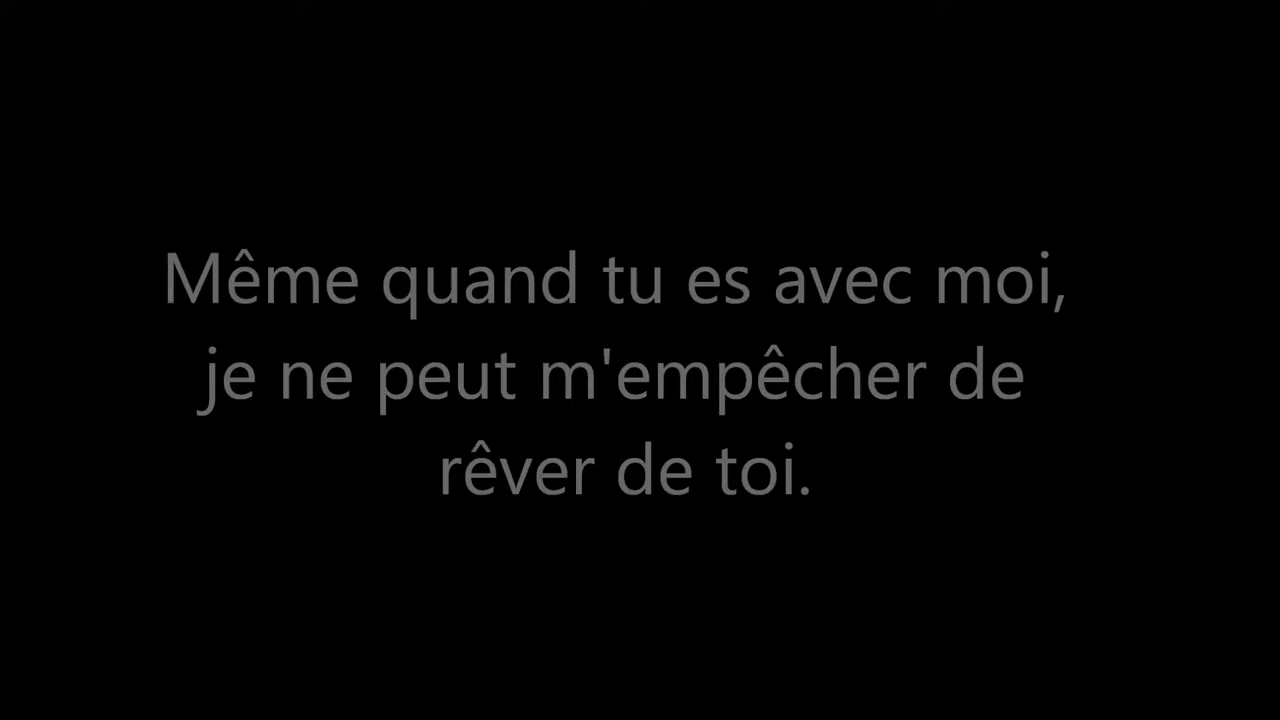 Même quand tu es avec moi,
je ne peut m'empêcher de
rêver de toi.